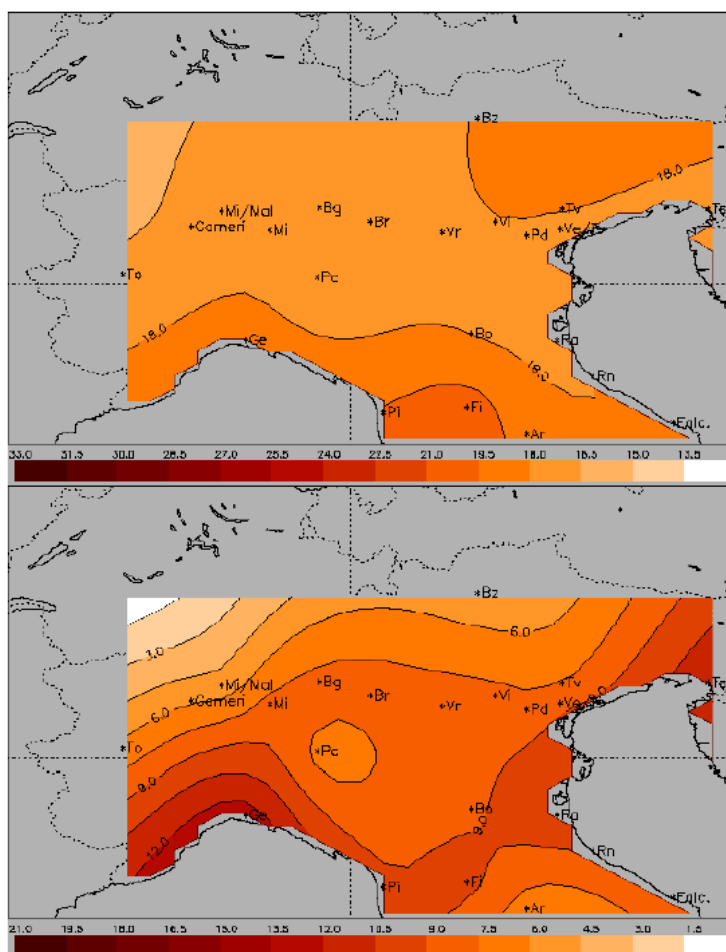 *Bz
18.0
*Mi/Mal *Bg *Tv
*Cameri *Mi *Br *Vr *Vi *Pd *Ve
*To *Pc
18.0 *Ge *Bo *Ra
18.0 *Rn
*Pi *Fi
*Ar
33.0 31.5 30.0 28.5 27.0 25.5 24.0 22.5 21.0 19.5 18.0 16.5 15.0 13.5
*Bz
3.0 6.0
*Mi/Mal *Bg *Tv
6.0 *Cameri *Mi *Br *Vr *Vi *Pd *Ve
*To *Pc
9.0
*Ge *Bo *Ra
12.0 9.0 *Rn
*Pi *Fi
*Ar
21.0 19.5 18.0 16.5 15.0 13.5 12.0 10.5 9.0 7.5 6.0 4.5 3.0